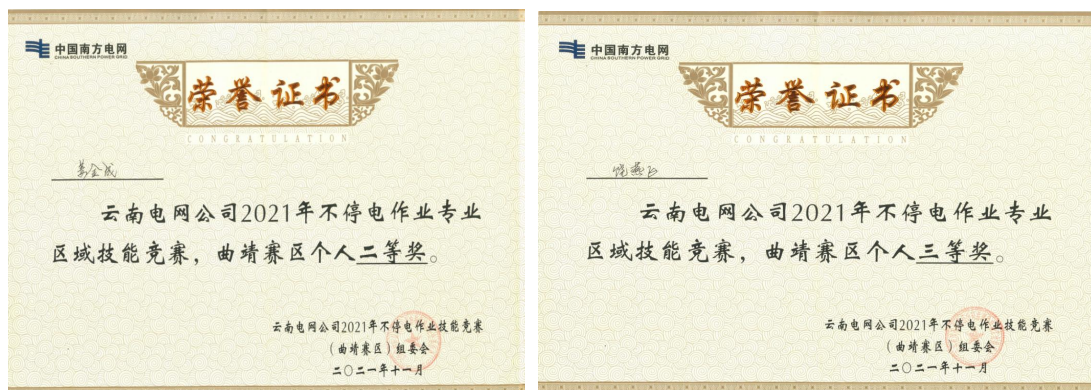 中国南方电网
CHINA SOUTHERN POWER GRID
荣誉证书
CONGRATULATION
云南电网公司2021年不停电作业专业
区域技能竞赛，曲靖赛区个人二等奖。
云南电网公司2021年不停电作业技能竞赛
（曲靖赛区）组委会
二〇二一年十一月
中国南方电网
CHINA SOUTHERN POWER GRID
荣誉证书
CONGRATULATION
云南电网公司2021年不停电作业专业
区域技能竞赛，曲靖赛区个人三等奖。
云南电网公司2021年不停电作业技能竞赛
（曲靖赛区）组委会
二〇二一年十一月